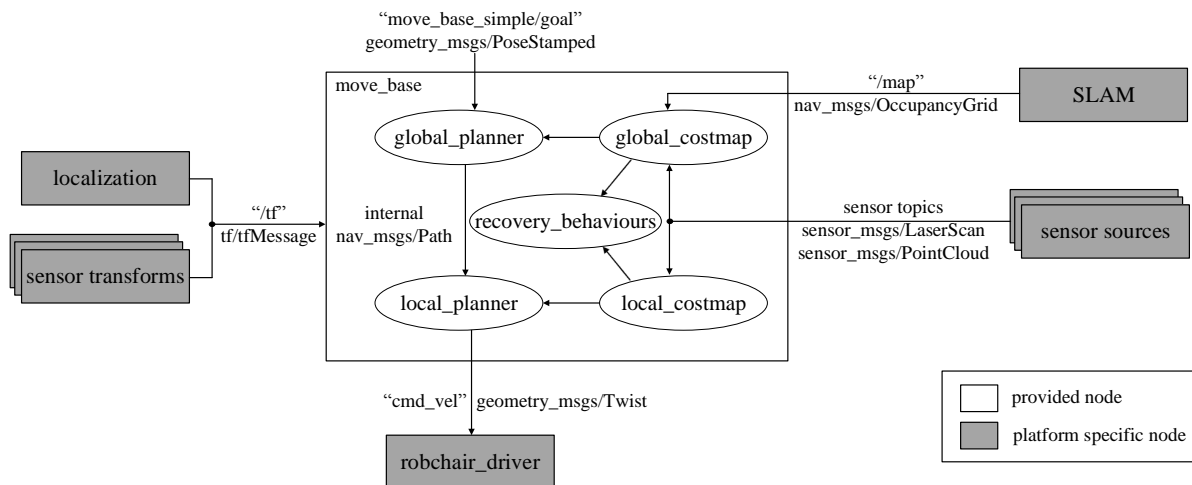 “move_base_simple/goal”
geometry_msgs/PoseStamped
move_base
“/map”
nav_msgs/OccupancyGrid
SLAM
global_planner
global_costmap
localization
“/tf”
tf/tfMessage
sensor transforms
internal
nav_msgs/Path
recovery_behaviours
sensor topics
sensor_msgs/LaserScan
sensor_msgs/PointCloud
sensor sources
local_planner
local_costmap
“cmd_vel” geometry_msgs/Twist
robchair_driver
provided node
platform specific node